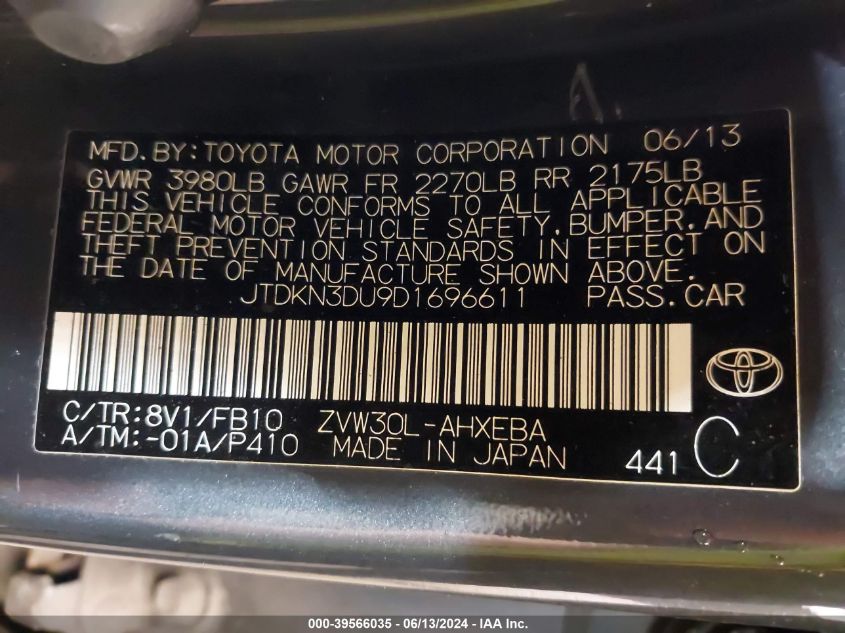 MFD. BY: TOYOTA MOTOR CORPORATION 06/13
GVWR 3980LB GAWR FR 2270LB RR 2175LB
THIS VEHICLE CONFORMS TO ALL APPLICABLE
FEDERAL MOTOR VEHICLE SAFETY, BUMPER, AND
THEFT PREVENTION STANDARDS IN EFFECT ON
THE DATE OF MANUFACTURE SHOWN ABOVE.
JTDKN3DU9D1696611 PASS. CAR
C/TR: 8V1/FB10 ZVW30L-AHXEBA
A/TM: -01A/P410 MADE IN JAPAN 441 C
000-39566035 - 06/13/2024 - IAA Inc.